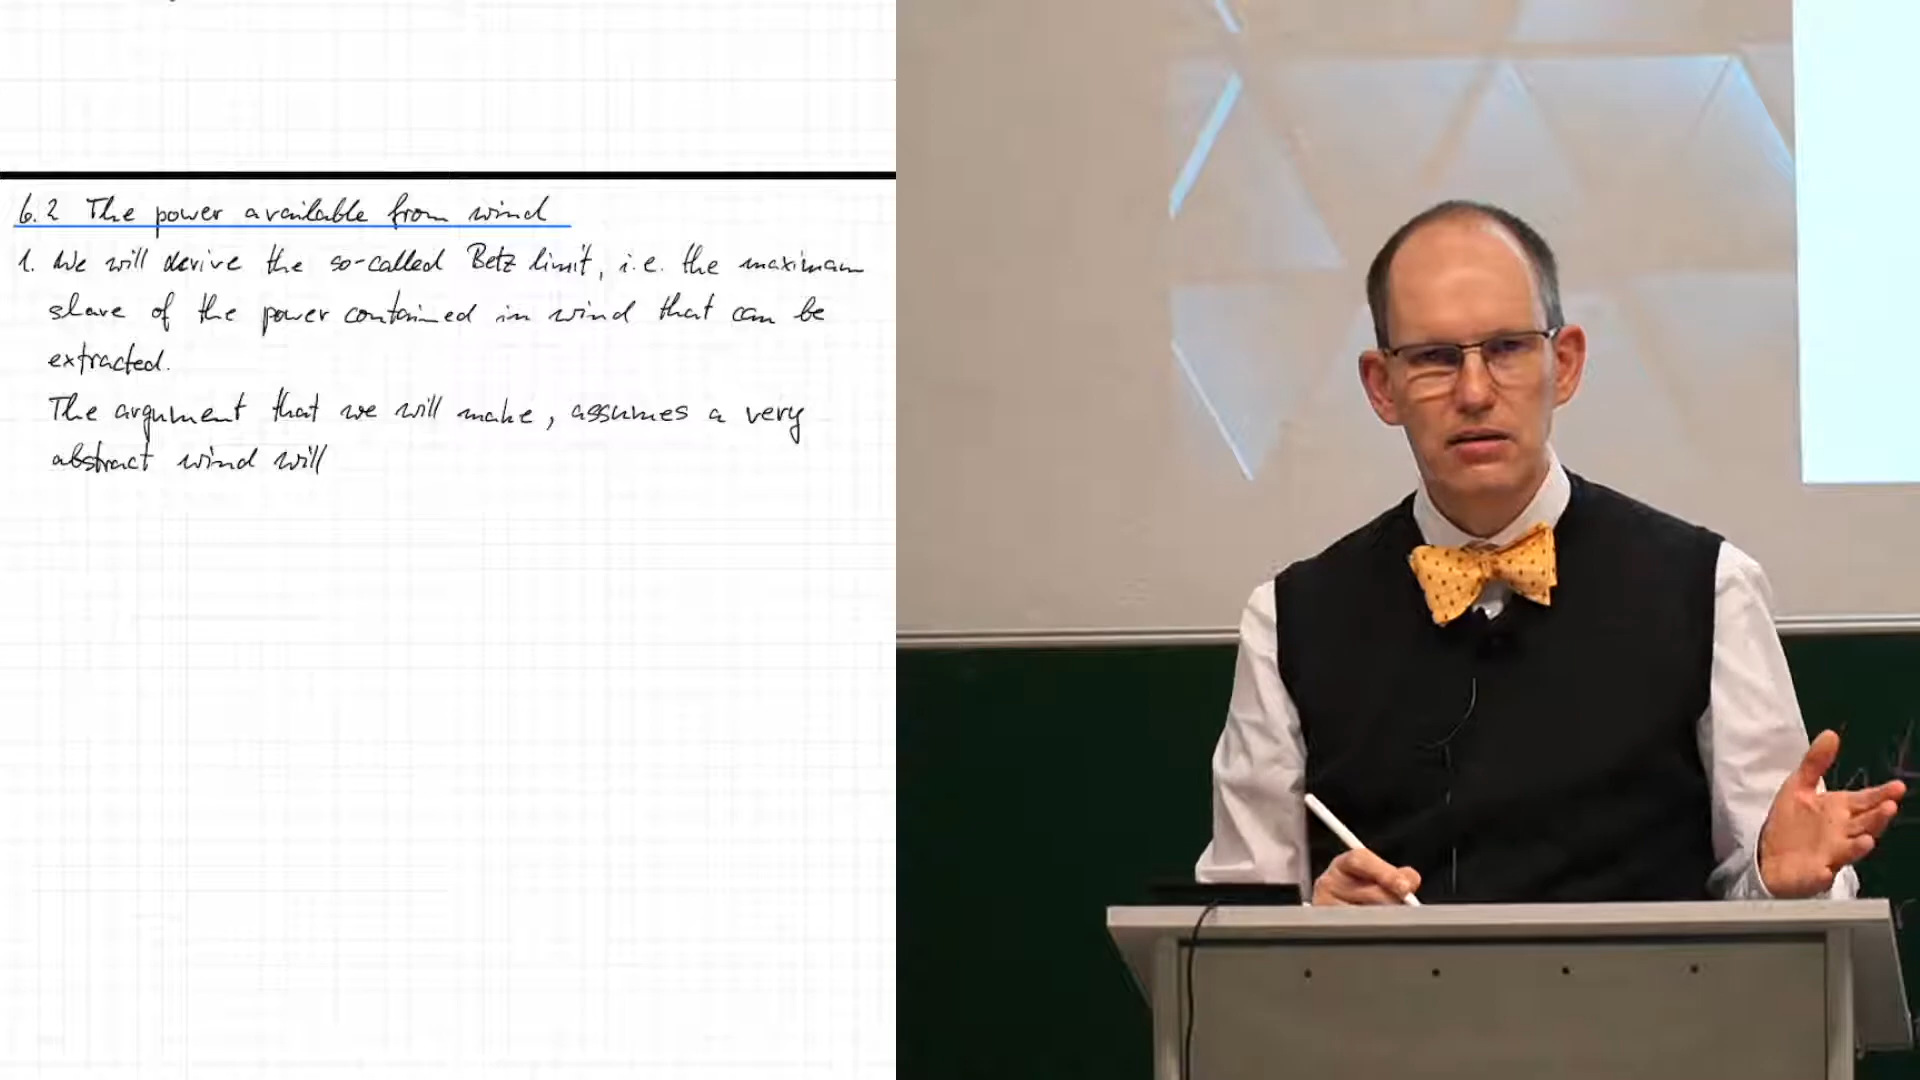 6.2 The power available from wind
1. We will derive the so-called Betz limit, i.e. the maximum
share of the power contained in wind that can be
extracted.
The argument that we will make, assumes a very
abstract wind will